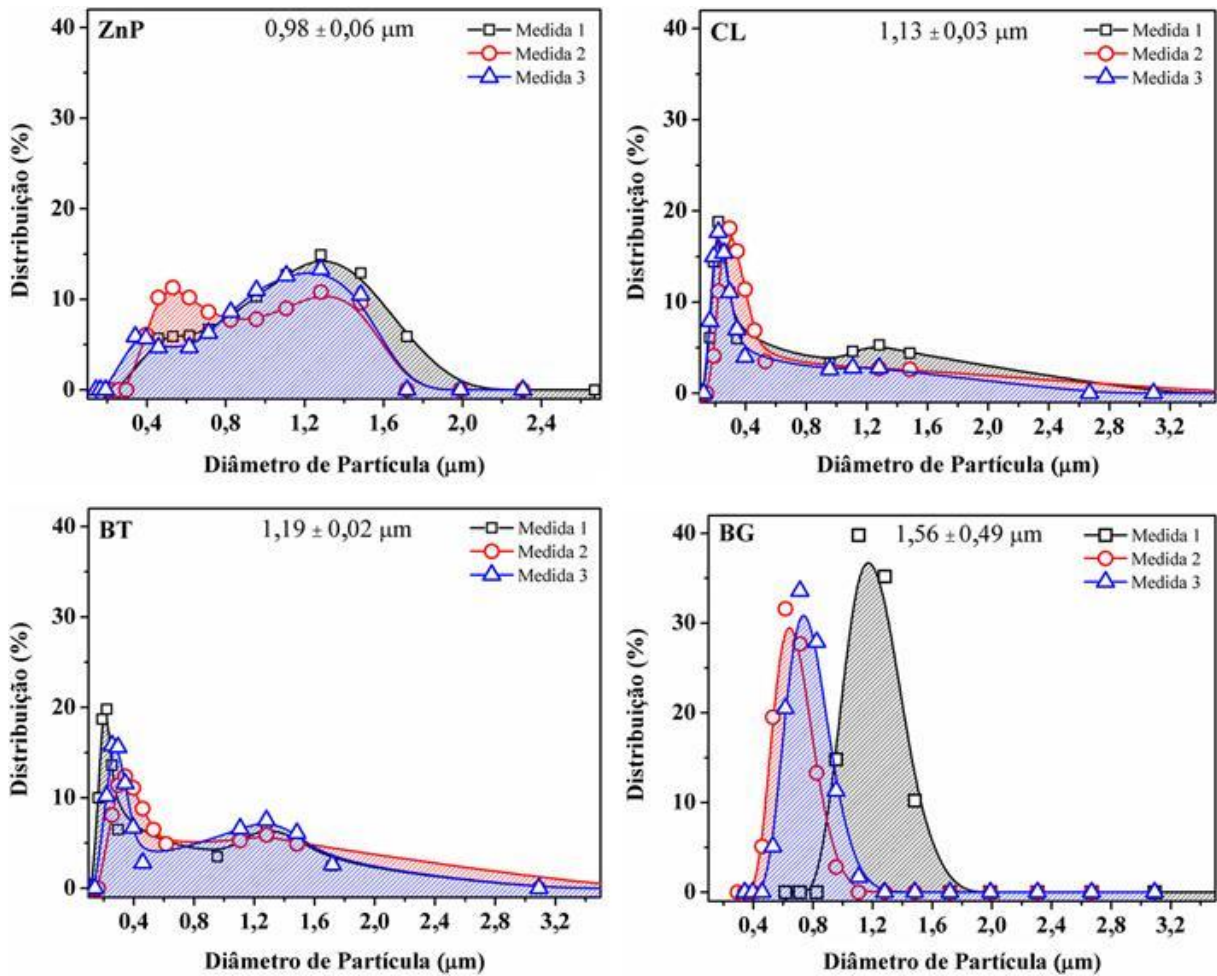 ZnP
0,98 ± 0,06 μm
Medida 1
Medida 2
Medida 3
40
30
20
10
0
Distribuição (%)
0,4 0,8 1,2 1,6 2,0 2,4
Diâmetro de Partícula (μm)
CL
1,13 ± 0,03 μm
Medida 1
Medida 2
Medida 3
40
30
20
10
0
Distribuição (%)
0,4 0,8 1,2 1,6 2,0 2,4 2,8 3,2
Diâmetro de Partícula (μm)
BT
1,19 ± 0,02 μm
Medida 1
Medida 2
Medida 3
40
30
20
10
0
Distribuição (%)
0,4 0,8 1,2 1,6 2,0 2,4 2,8 3,2
Diâmetro de Partícula (μm)
BG
1,56 ± 0,49 μm
Medida 1
Medida 2
Medida 3
40
30
20
10
0
Distribuição (%)
0,4 0,8 1,2 1,6 2,0 2,4 2,8 3,2
Diâmetro de Partícula (μm)